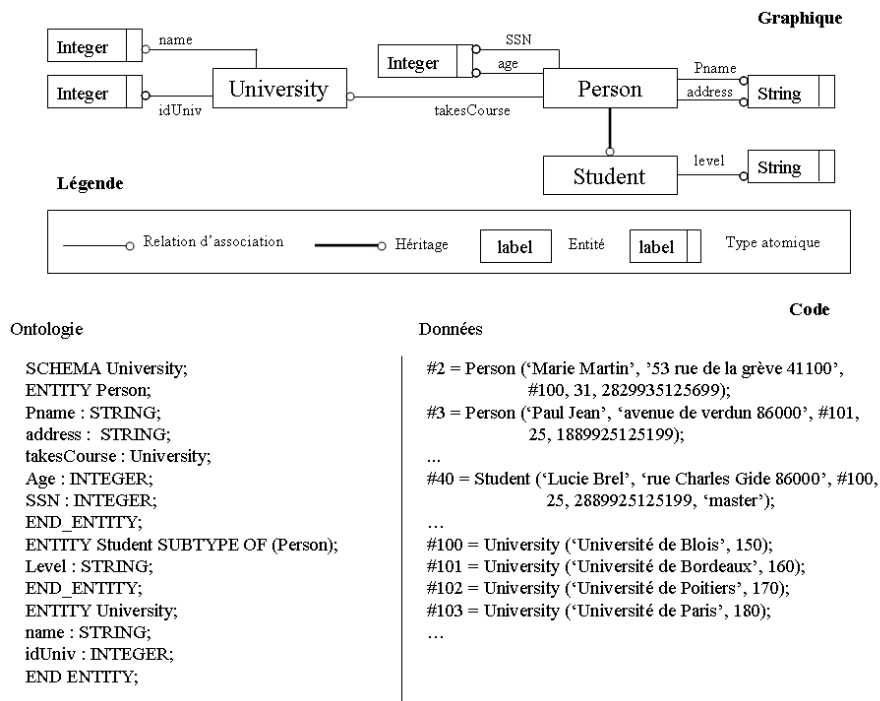 Graphique
Integer
name
Integer
idUniv
University
takesCourse
Integer
SSN
age
Person
Pname
address
String
Student
level
String
Légende
Relation d'association
Héritage
label
Entité
label
Type atomique
Code
Ontologie
SCHEMA University;
ENTITY Person;
Pname : STRING;
address : STRING;
takesCourse : University;
Age : INTEGER;
SSN : INTEGER;
END_ENTITY;
ENTITY Student SUBTYPE OF (Person);
Level : STRING;
END_ENTITY;
ENTITY University;
name : STRING;
idUniv : INTEGER;
END ENTITY;
Données
#2 = Person (‘Marie Martin’, ’53 rue de la grève 41100’,
#100, 31, 2829935125699);
#3 = Person (‘Paul Jean’, ‘avenue de verdun 86000’, #101,
25, 1889925125199);
...
#40 = Student (‘Lucie Brel’, ‘rue Charles Gide 86000’, #100,
25, 2889925125199, ‘master’);
…
#100 = University (‘Université de Blois’, 150);
#101 = University (‘Université de Bordeaux’, 160);
#102 = University (‘Université de Poitiers’, 170);
#103 = University (‘Université de Paris’, 180);
…